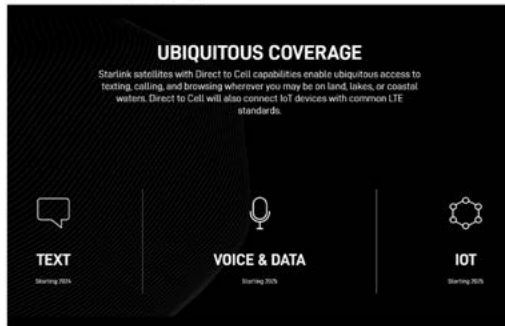 UBIQUITOUS COVERAGE
Starlink satellites with Direct to Cell capabilities enable ubiquitous access to
texting, calling, and browsing wherever you may be on land, lakes, or coastal
waters. Direct to Cell will also connect IoT devices with common LTE
standards.
TEXT
Starting 2024
VOICE & DATA
Starting 2025
IOT
Starting 2025